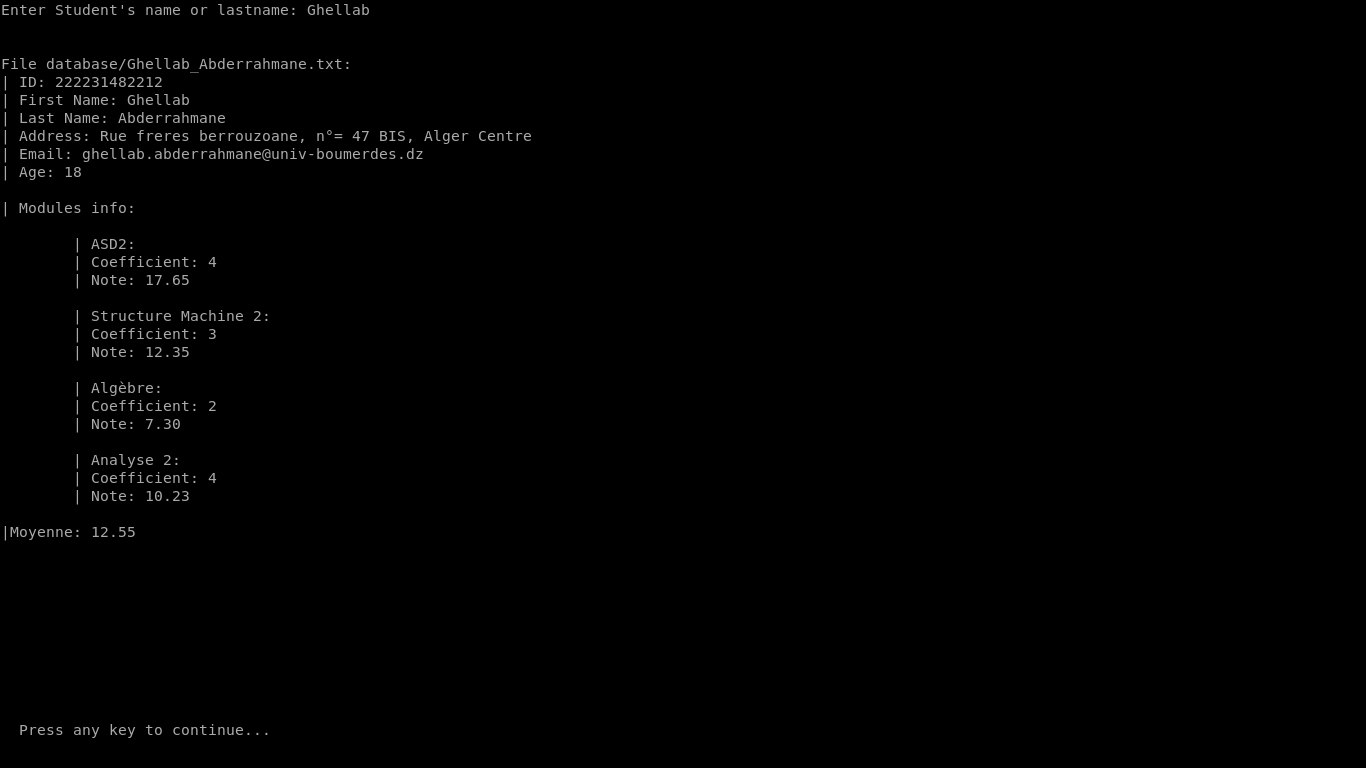 Enter Student's name or lastname: Ghellab
File database/Ghellab_Abderrahmane.txt:
| ID: 222231482212
| First Name: Ghellab
| Last Name: Abderrahmane
| Address: Rue freres berrouzoane, n°= 47 BIS, Alger Centre
| Email: ghellab.abderrahmane@univ-boumerdes.dz
| Age: 18
| Modules info:
| ASD2:
| Coefficient: 4
| Note: 17.65
| Structure Machine 2:
| Coefficient: 3
| Note: 12.35
| Algèbre:
| Coefficient: 2
| Note: 7.30
| Analyse 2:
| Coefficient: 4
| Note: 10.23
|Moyenne: 12.55
Press any key to continue...